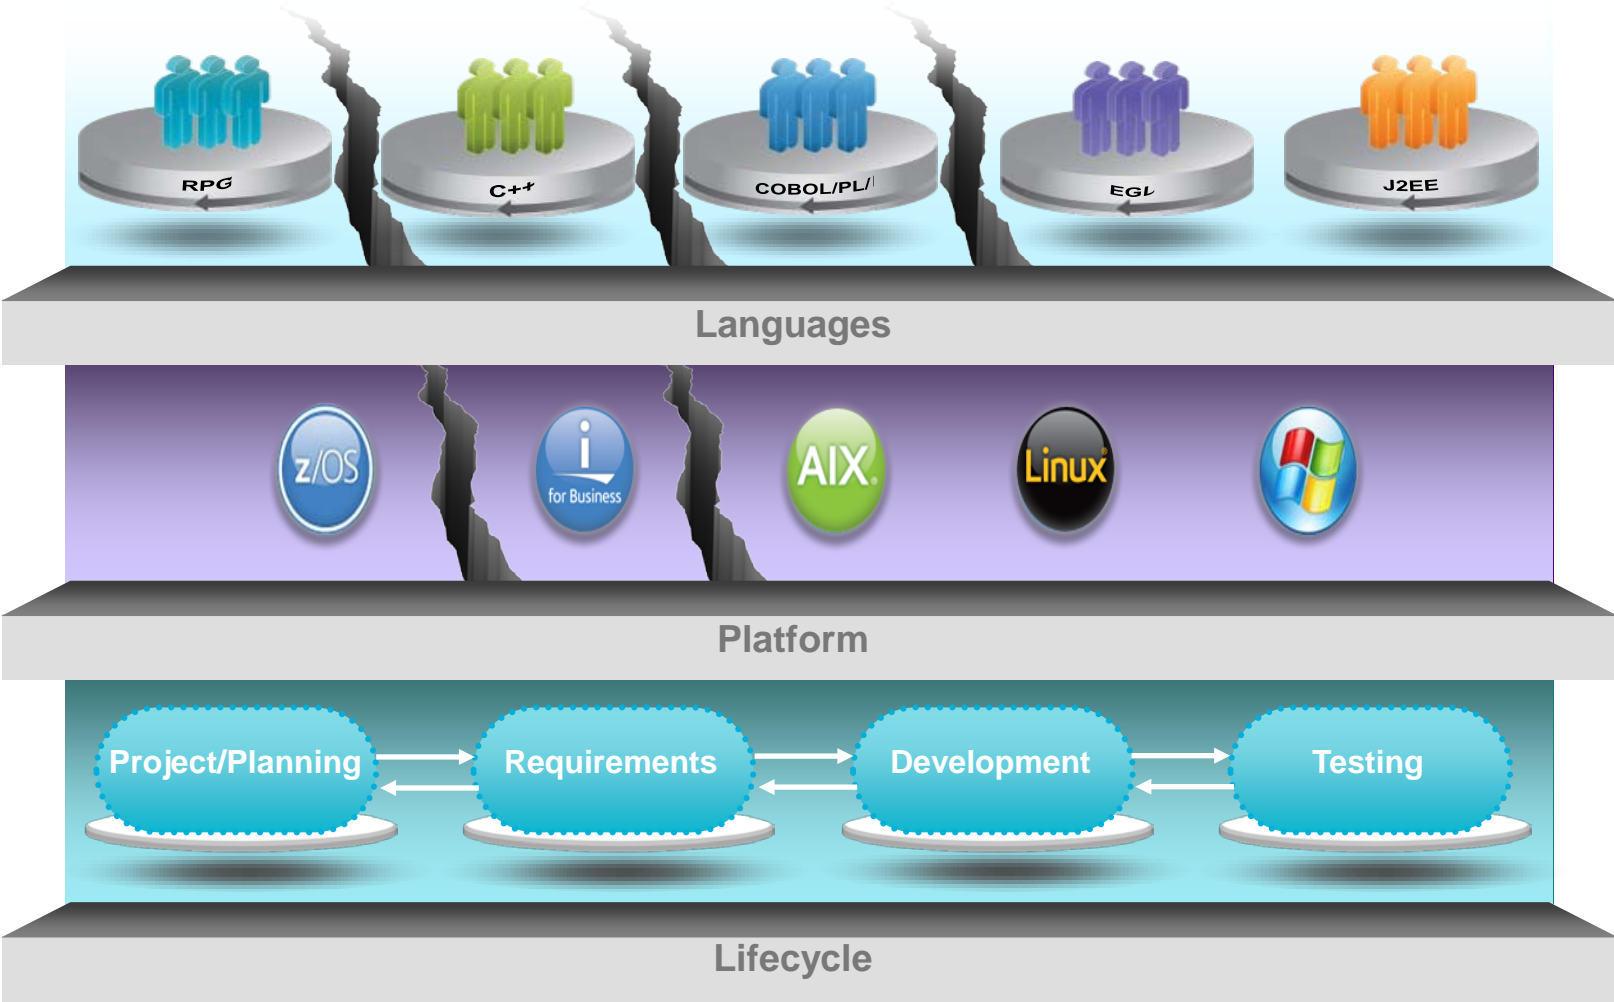 RPG
C++
COBOL/PL/I
EGL
J2EE
Languages
z/OS
i
for Business
AIX
Linux
Platform
Project/Planning
Requirements
Development
Testing
Lifecycle